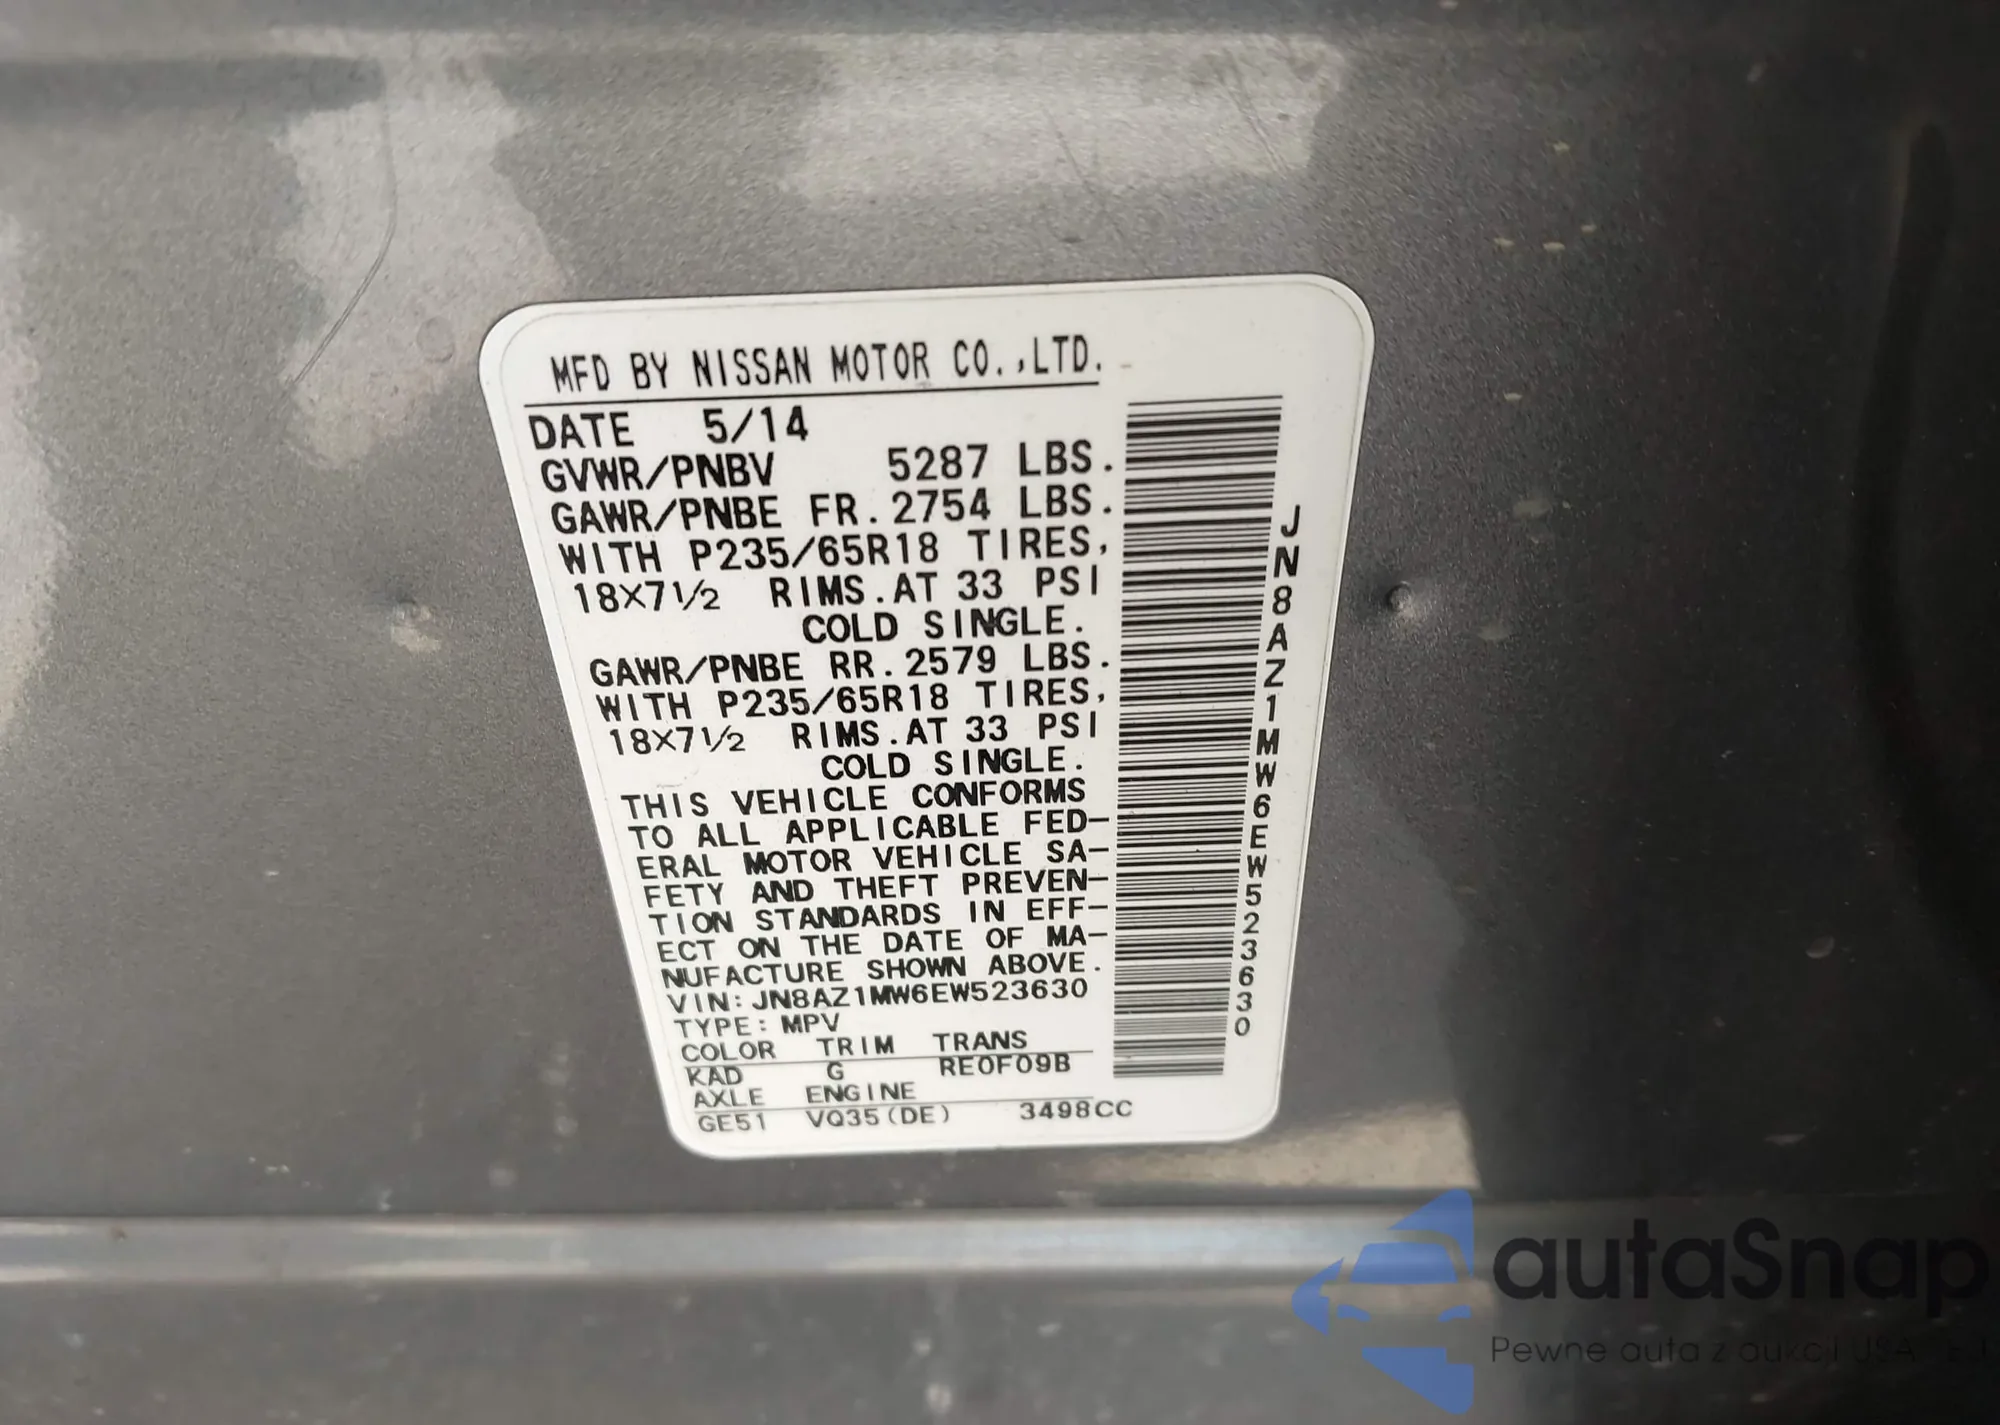 MFD BY NISSAN MOTOR CO.,LTD.
DATE 5/14
GVWR/PNBV 5287 LBS.
GAWR/PNBE FR.2754 LBS.
WITH P235/65R18 TIRES,
18×7½ RIMS.AT 33 PSI
COLD SINGLE.
GAWR/PNBE RR.2579 LBS.
WITH P235/65R18 TIRES,
18×7½ RIMS.AT 33 PSI
COLD SINGLE.
THIS VEHICLE CONFORMS
TO ALL APPLICABLE FED-
ERAL MOTOR VEHICLE SA-
FETY AND THEFT PREVEN-
TION STANDARDS IN EFF-
ECT ON THE DATE OF MA-
NUFACTURE SHOWN ABOVE.
VIN:JN8AZ1MW6EW523630
TYPE:MPV
COLOR TRIM TRANS
KAD G RE0F09B
AXLE ENGINE
GE51 VQ35(DE) 3498CC
JN8AZ1MW6EW523630
autaSnap
Pewne auta z aukcji USA